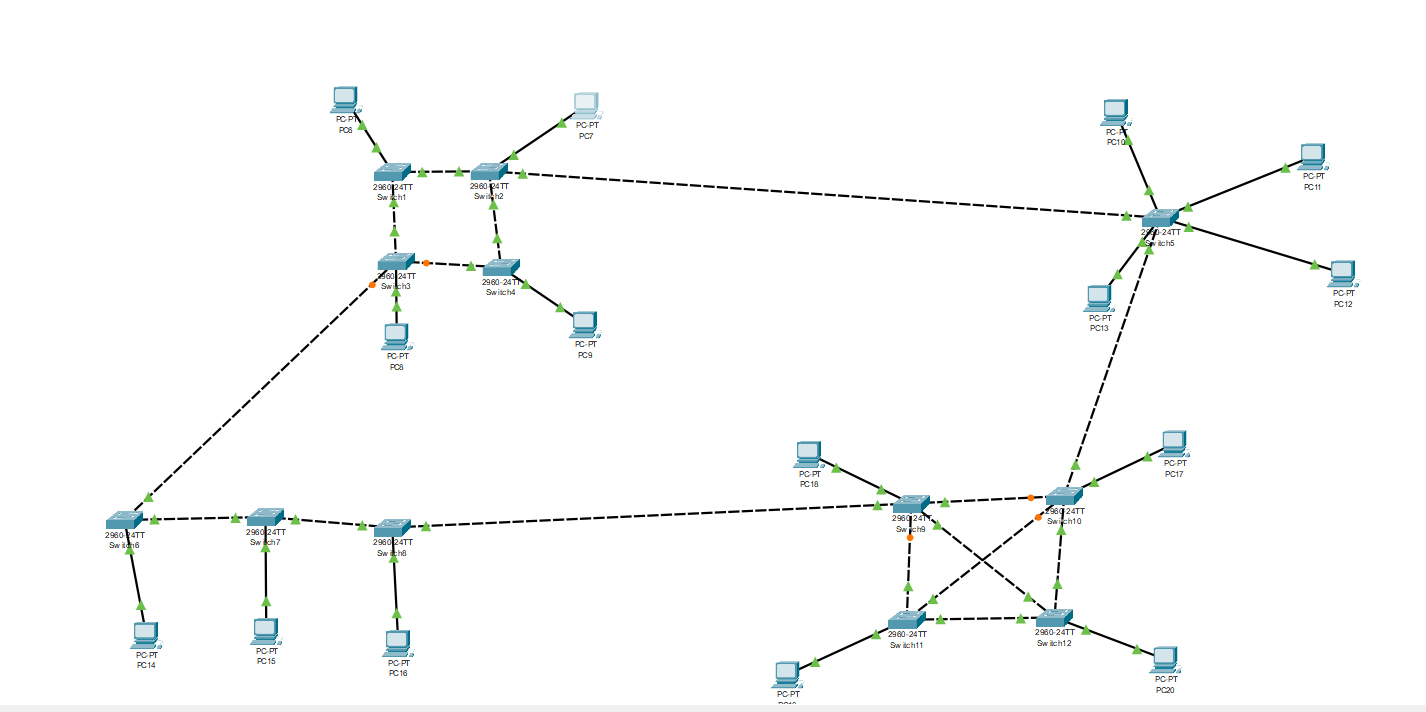 PC-PT
PC6
PC-PT
PC7
2960-24TT
Switch1
2960-24TT
Switch2
PC-PT
PC10
PC-PT
PC11
2960-24TT
Switch5
2960-24TT
Switch3
2960-24TT
Switch4
PC-PT
PC12
PC-PT
PC13
PC-PT
PC8
PC-PT
PC9
PC-PT
PC18
PC-PT
PC17
2960-24TT
Switch9
2960-24TT
Switch10
2960-24TT
Switch6
2960-24TT
Switch7
2960-24TT
Switch8
PC-PT
PC14
PC-PT
PC15
PC-PT
PC16
2960-24TT
Switch11
2960-24TT
Switch12
PC-PT
PC-PT
PC20